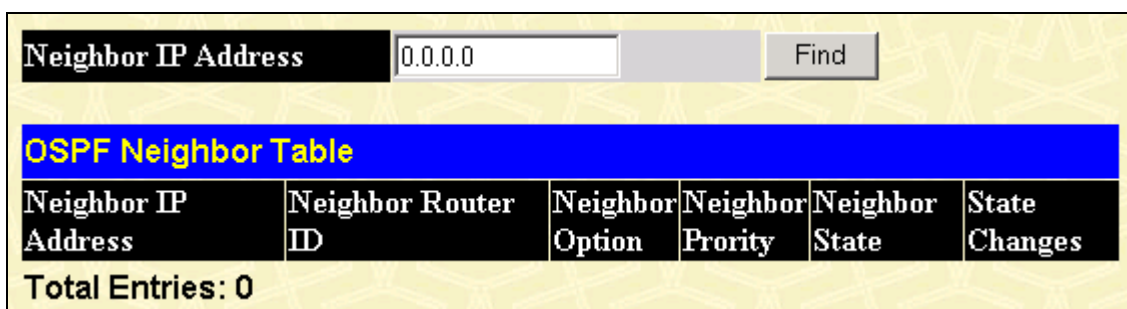 Neighbor IP Address 0.0.0.0 Find
OSPF Neighbor Table
Neighbor IP Address Neighbor Router ID Neighbor Option Neighbor Prority Neighbor State State Changes
Total Entries: 0